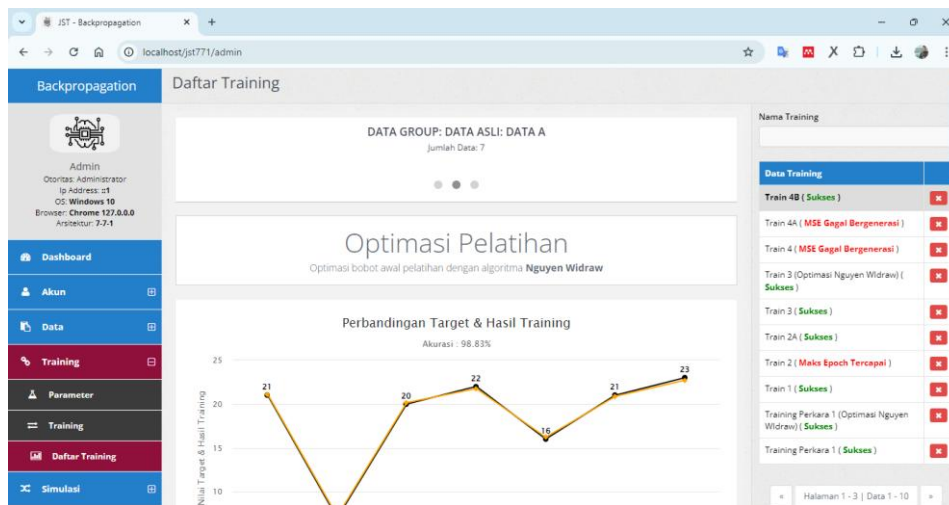 JST - Backpropagation
localhost/jst771/admin
Backpropagation
Admin
Otoritas: Administrator
Ip Address: ::1
OS: Windows 10
Browser: Chrome 127.0.0.0
Arsitektur: 7-7-1
Dashboard
Akun
Data
Training
Parameter
Training
Daftar Training
Simulasi
Daftar Training
DATA GROUP: DATA ASLI: DATA A
Jumlah Data: 7
Optimasi Pelatihan
Optimasi bobot awal pelatihan dengan algoritma Nguyen Widraw
Perbandingan Target & Hasil Training
Akurasi : 98.83%
Nilai Target & Hasil Training
25
20
15
10
21
20
22
16
21
23
Nama Training
Data Training
Train 4B ( Sukses )
Train 4A ( MSE Gagal Bergenerasi )
Train 4 ( MSE Gagal Bergenerasi )
Train 3 (Optimasi Nguyen Widraw) (
Sukses )
Train 3 ( Sukses )
Train 2A ( Sukses )
Train 2 ( Maks Epoch Tercapai )
Train 1 ( Sukses )
Training Perkara 1 (Optimasi Nguyen
Widraw) ( Sukses )
Training Perkara 1 ( Sukses )
« Halaman 1 - 3 | Data 1 - 10 »